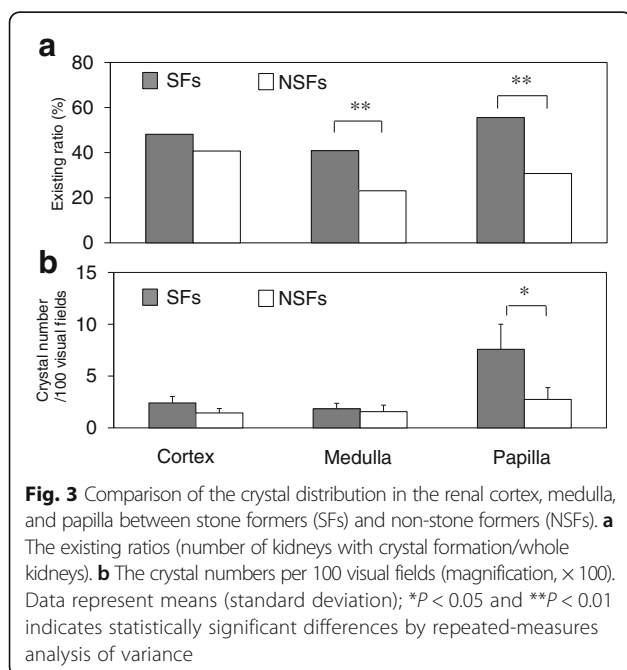 a
SFs NSFs
** **
Existing ratio (%)
80
60
40
20
0
b
SFs NSFs
*
Crystal number
/100 visual fields
15
10
5
0
Cortex Medulla Papilla
Fig. 3 Comparison of the crystal distribution in the renal cortex, medulla,
and papilla between stone formers (SFs) and non-stone formers (NSFs). a
The existing ratios (number of kidneys with crystal formation/whole
kidneys). b The crystal numbers per 100 visual fields (magnification, × 100).
Data represent means (standard deviation); *P < 0.05 and **P < 0.01
indicates statistically significant differences by repeated-measures
analysis of variance